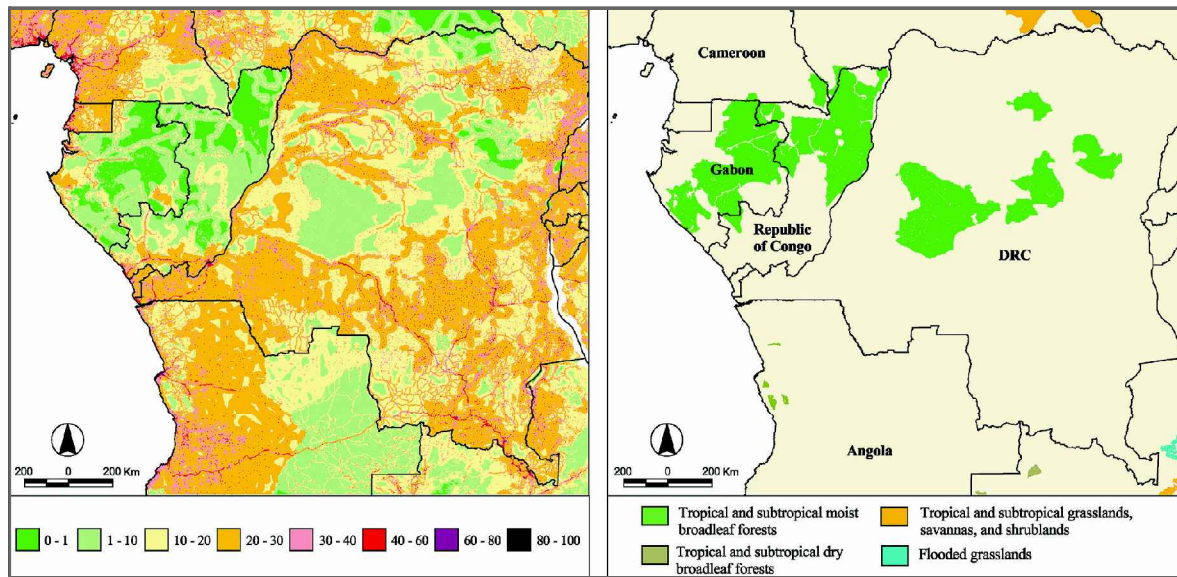 200 0 200 Km
0 - 1
1 - 10
10 - 20
20 - 30
30 - 40
40 - 60
60 - 80
80 - 100
Cameroon
Gabon
Republic
of Congo
DRC
Angola
200 0 200 Km
Tropical and subtropical moist
broadleaf forests
Tropical and subtropical dry
broadleaf forests
Tropical and subtropical grasslands,
savannas, and shrublands
Flooded grasslands